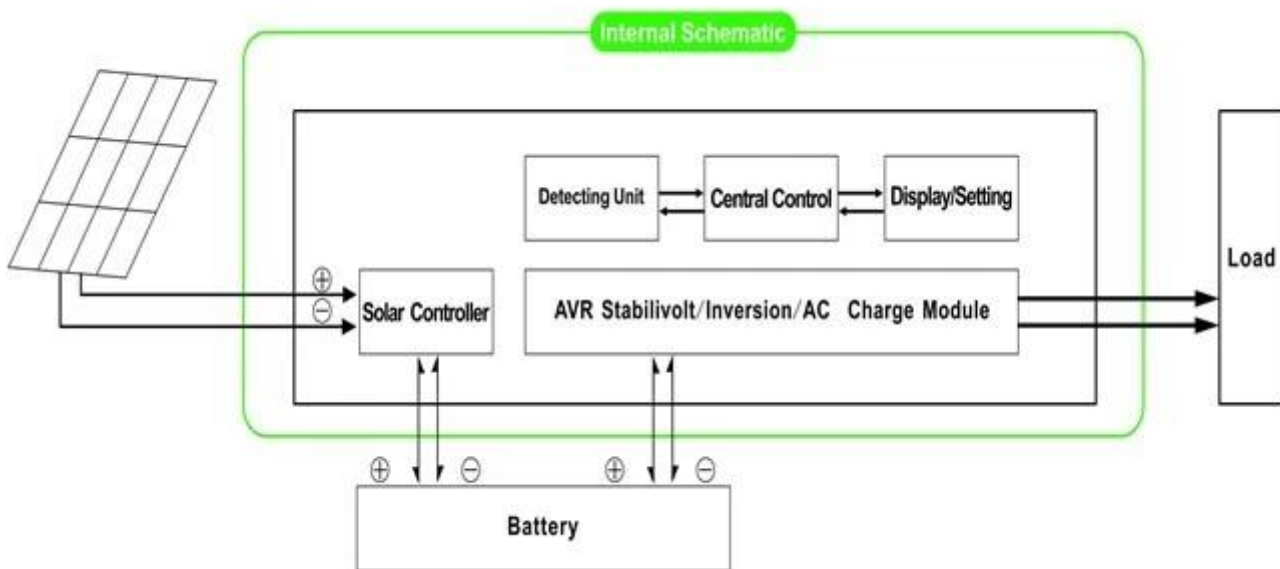 Internal Schematic
Detecting Unit
Central Control
Display/Setting
Load
⊕
⊖
Solar Controller
AVR Stabilivolt/Inversion/AC Charge Module
⊕ ⊖ ⊕ ⊖
Battery